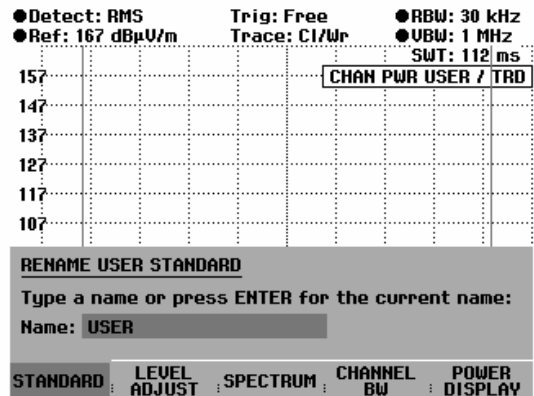 Detect: RMS Trig: Free RBW: 30 kHz
Ref: 167 dBµV/m Trace: Cl/Wr VBW: 1 MHz
SWT: 112 ms
157 CHAN PWR USER / TRD
147
137
127
117
107
RENAME USER STANDARD
Type a name or press ENTER for the current name:
Name: USER
STANDARD LEVEL ADJUST SPECTRUM CHANNEL BW POWER DISPLAY